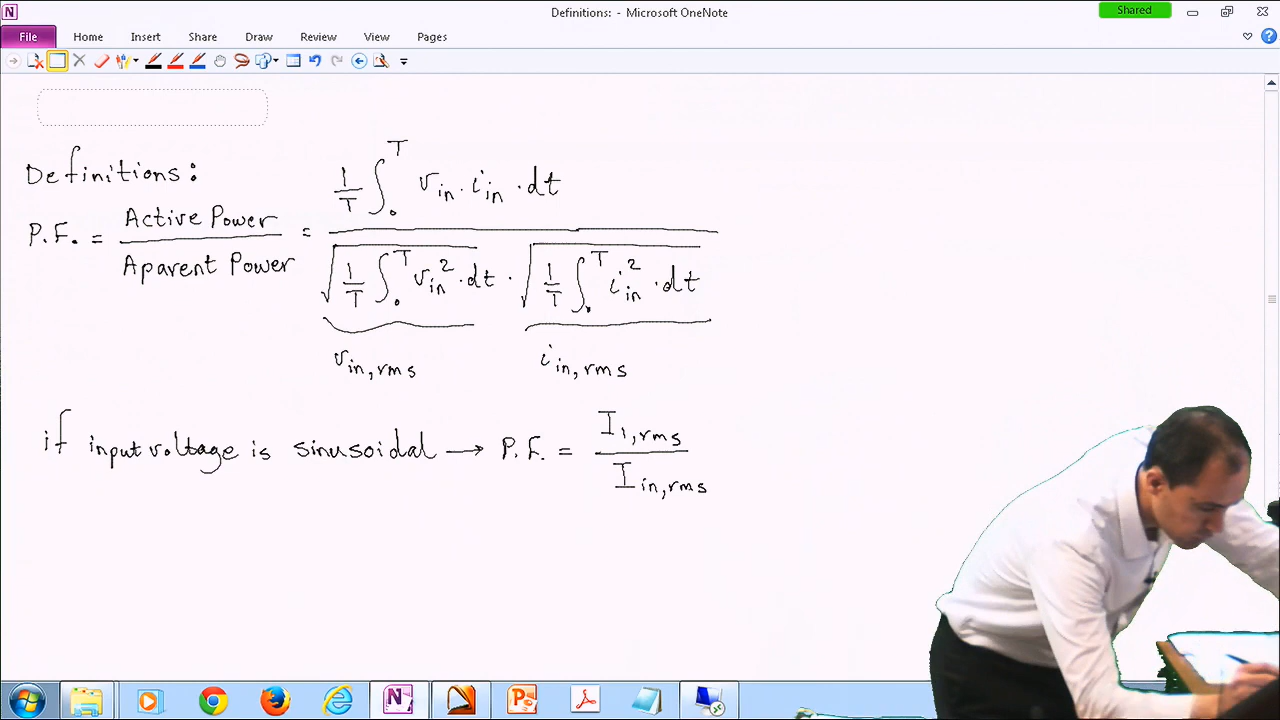 Definitions: - Microsoft OneNote
Shared
File Home Insert Share Draw Review View Pages
Definitions:
P.F. = Active Power / Aparent Power = 1/T ∫₀ᵀ v_in · i_in · dt / √(1/T ∫₀ᵀ v_in² · dt) · √(1/T ∫₀ᵀ i_in² · dt)
v_in,rms i_in,rms
if input voltage is sinusoidal → P.F. = I_1,rms / I_in,rms